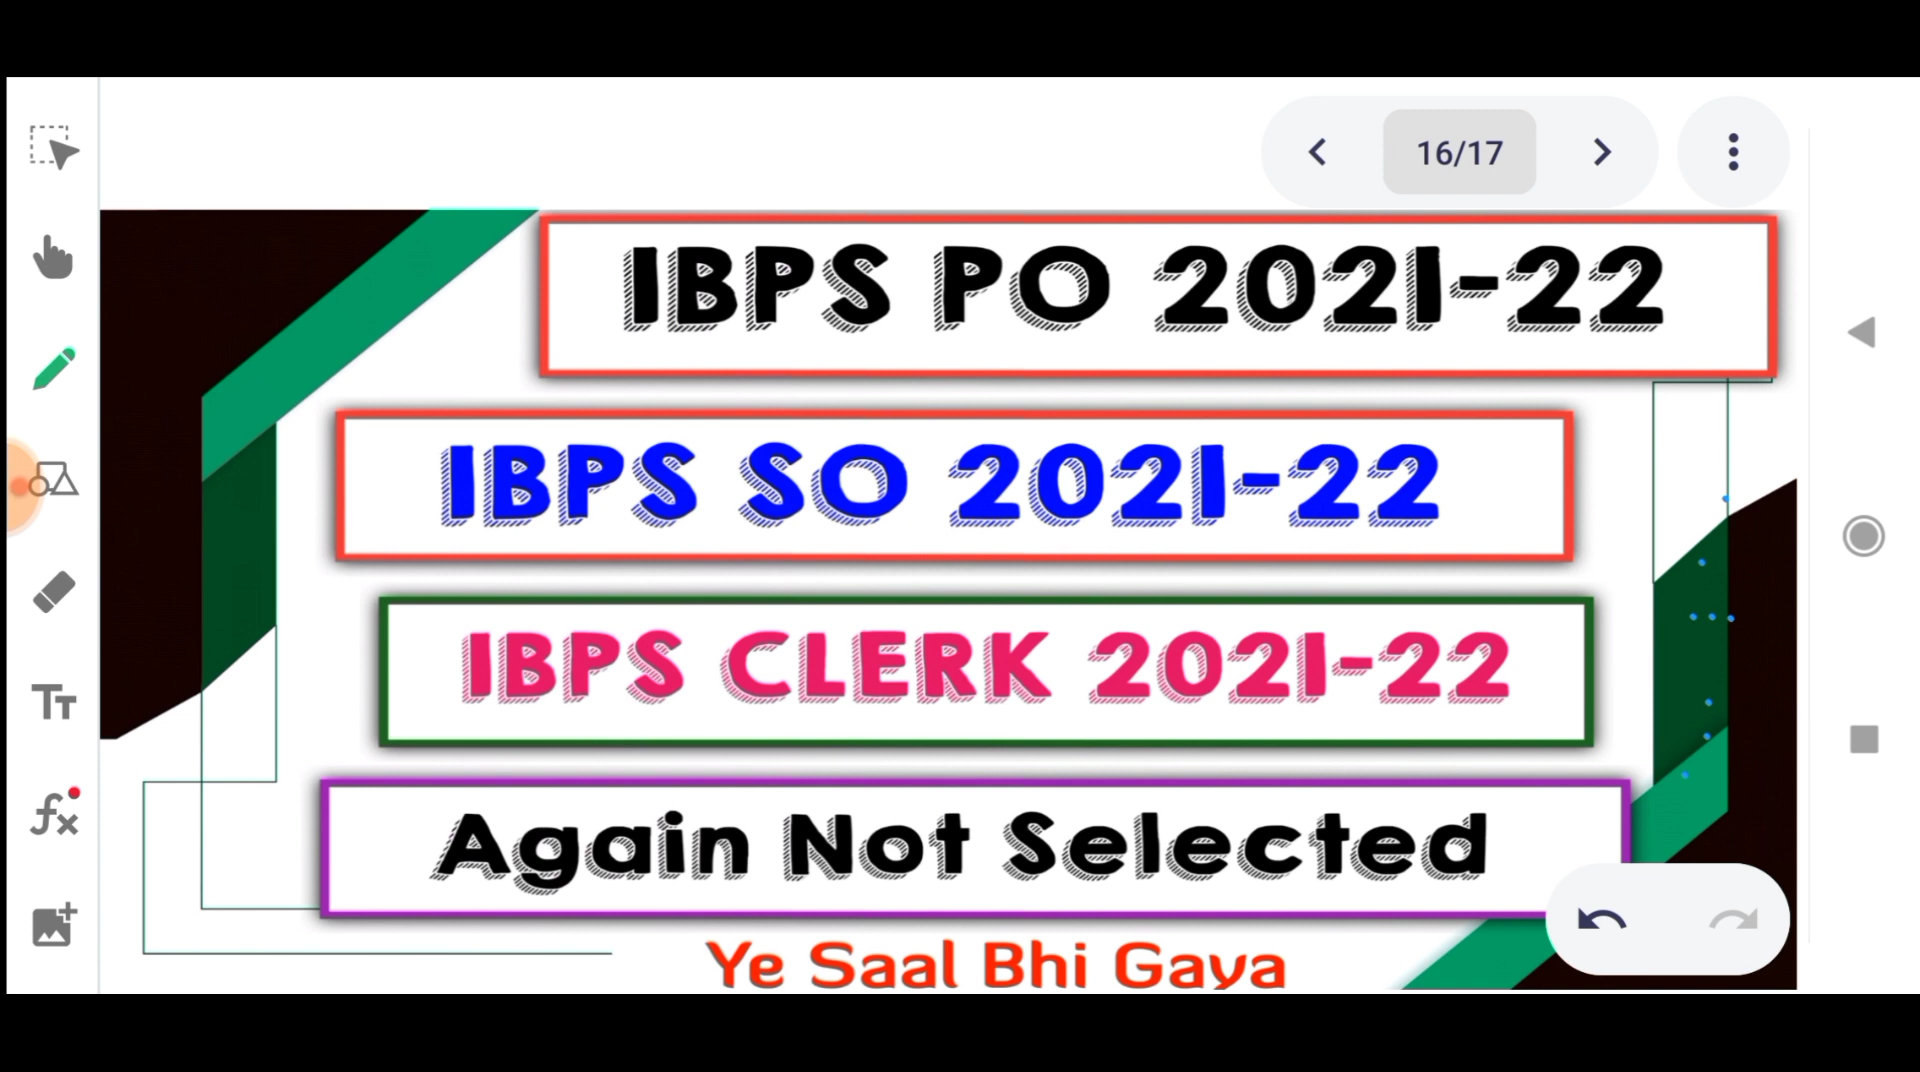 16/17
IBPS PO 2021-22
IBPS SO 2021-22
IBPS CLERK 2021-22
Again Not Selected
Ye Saal Bhi Gaya